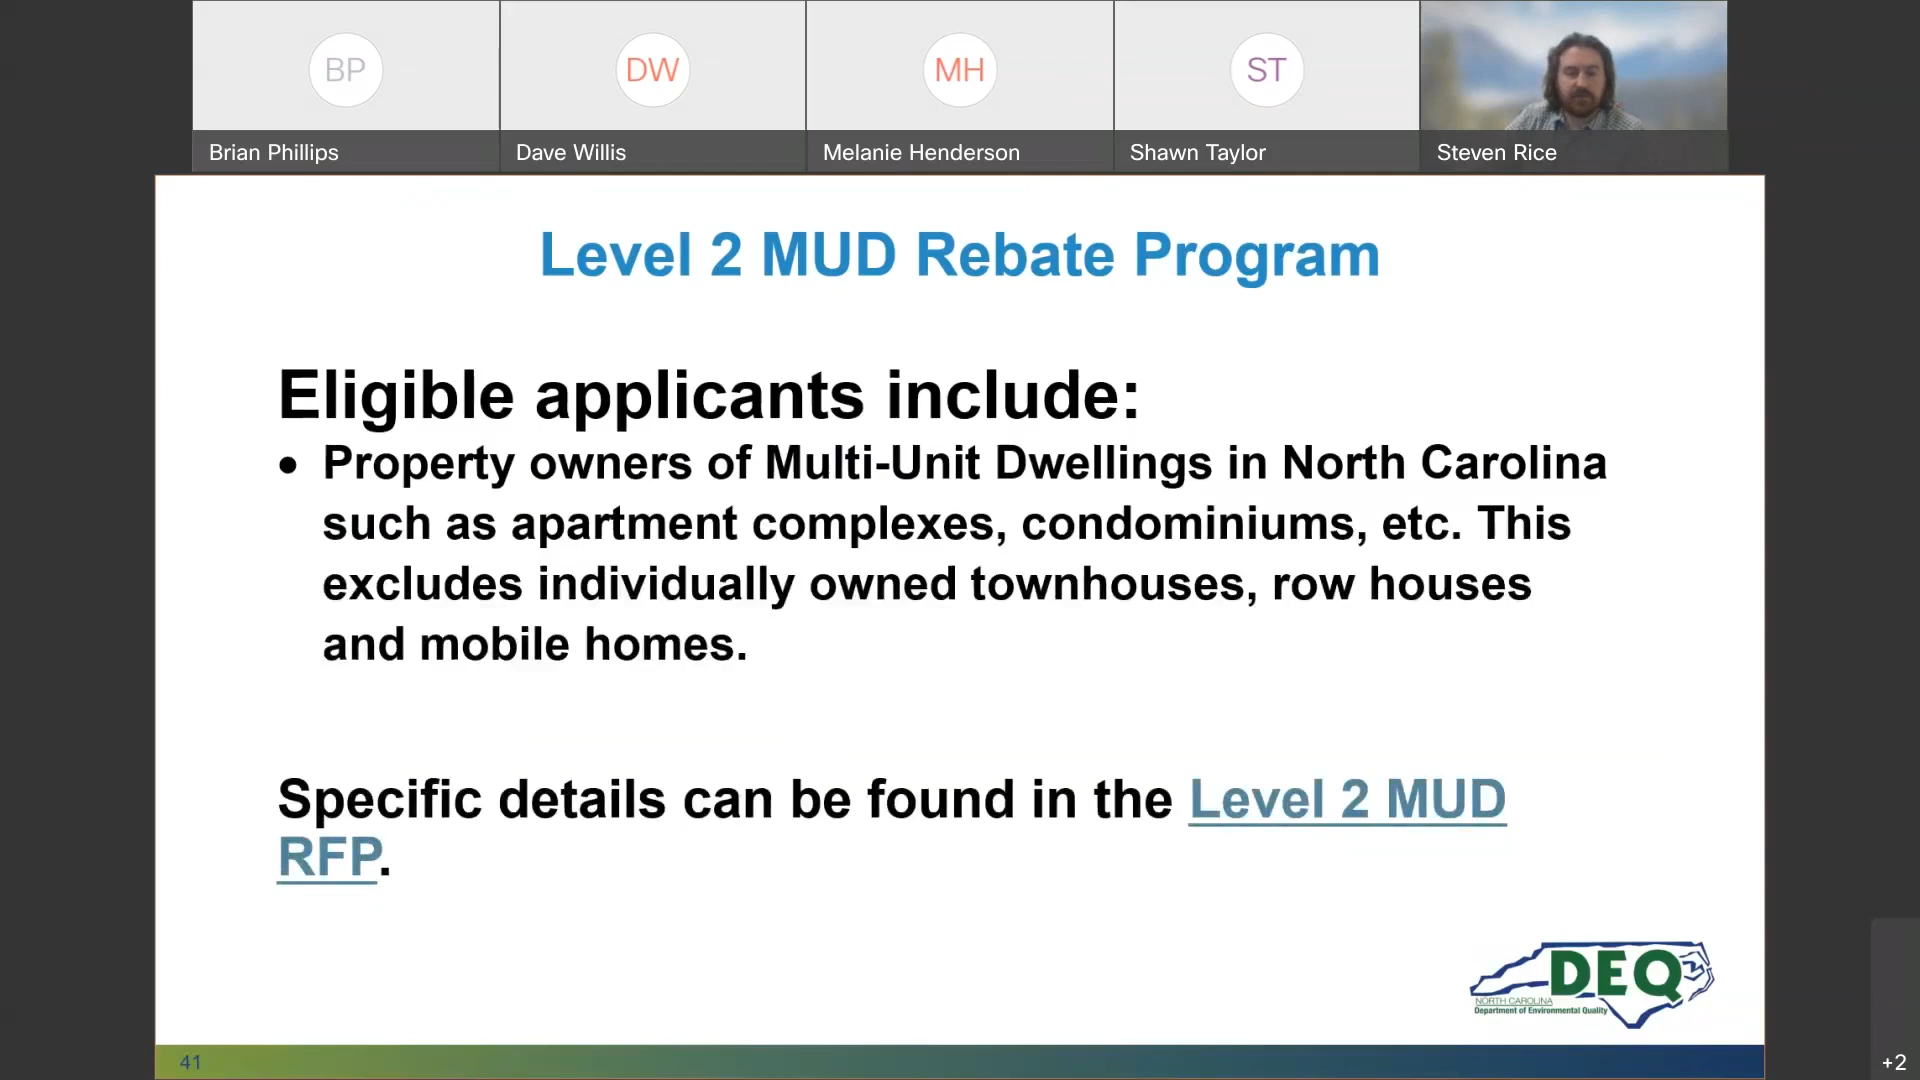 BP
DW
MH
ST
Brian Phillips
Dave Willis
Melanie Henderson
Shawn Taylor
Steven Rice
Level 2 MUD Rebate Program
Eligible applicants include:
• Property owners of Multi-Unit Dwellings in North Carolina
such as apartment complexes, condominiums, etc. This
excludes individually owned townhouses, row houses
and mobile homes.
Specific details can be found in the Level 2 MUD
RFP.
DEQ
NORTH CAROLINA
Department of Environmental Quality
41
+2